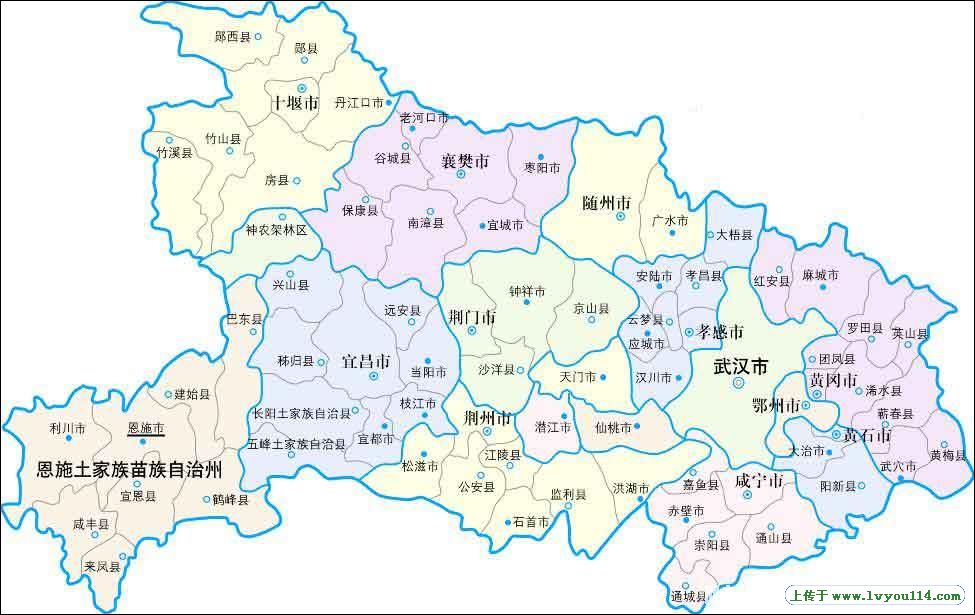 郧西县
郧县
十堰市
丹江口市
老河口市
竹山县
竹溪县
谷城县
襄樊市
枣阳市
房县
保康县
南漳县
宜城市
随州市
广水市
神农架林区
大悟县
兴山县
安陆市
孝昌县
红安县
麻城市
远安县
钟祥市
京山县
巴东县
荆门市
云梦县
孝感市
罗田县
英山县
应城市
秭归县
宜昌市
当阳市
沙洋县
天门市
汉川市
武汉市
团凤县
黄冈市
浠水县
建始县
鄂州市
长阳土家族自治县
枝江市
荆州市
潜江市
仙桃市
蕲春县
利川市
恩施市
宜都市
黄石市
五峰土家族自治县
大冶市
黄梅县
松滋市
江陵县
武穴市
恩施土家族苗族自治州
公安县
监利县
洪湖市
嘉鱼县
咸宁市
阳新县
宣恩县
鹤峰县
石首市
赤壁市
咸丰县
崇阳县
通山县
来凤县
通城县
上传于 www.lvyou114.com